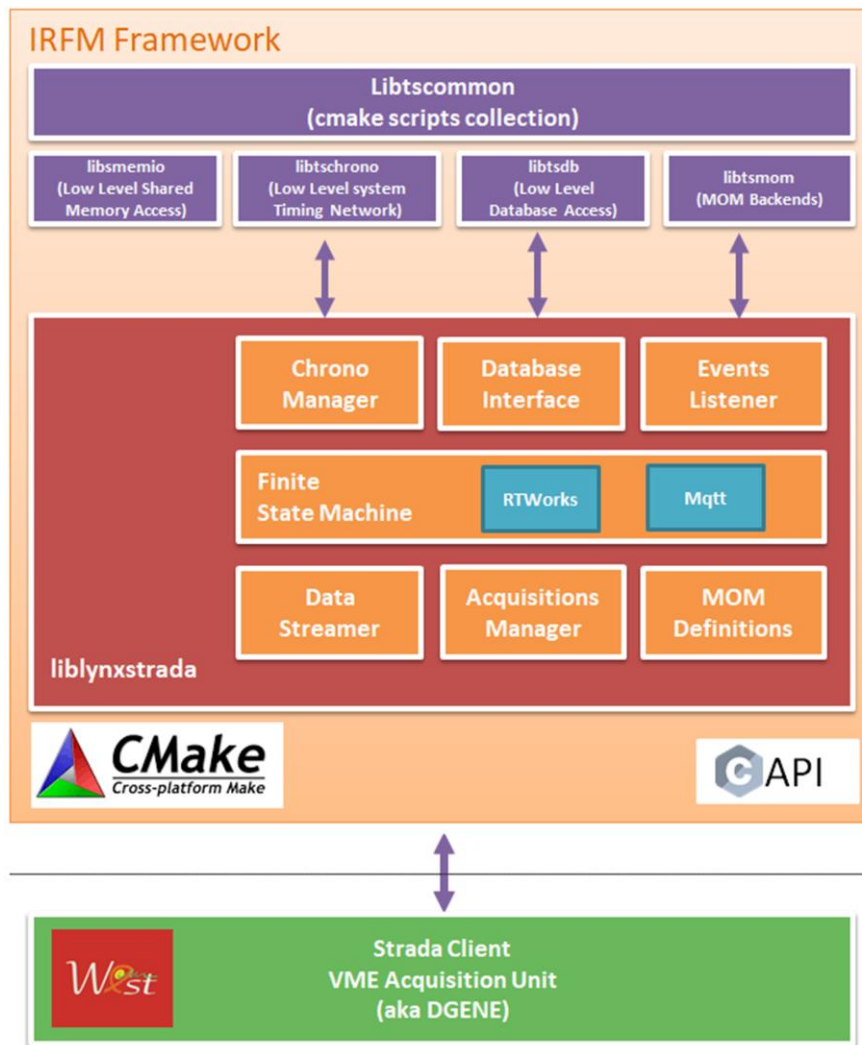 IRFM Framework
Libtscommon
(cmake scripts collection)
libsmemio
(Low Level Shared
Memory Access)
libtschrono
(Low Level system
Timing Network)
libtsdb
(Low Level
Database Access)
libtsmom
(MOM Backends)
Chrono
Manager
Database
Interface
Events
Listener
Finite
State Machine
RTWorks
Mqtt
Data
Streamer
Acquisitions
Manager
MOM
Definitions
liblynxstrada
CMake
Cross-platform Make
C API
West
Strada Client
VME Acquisition Unit
(aka DGENE)